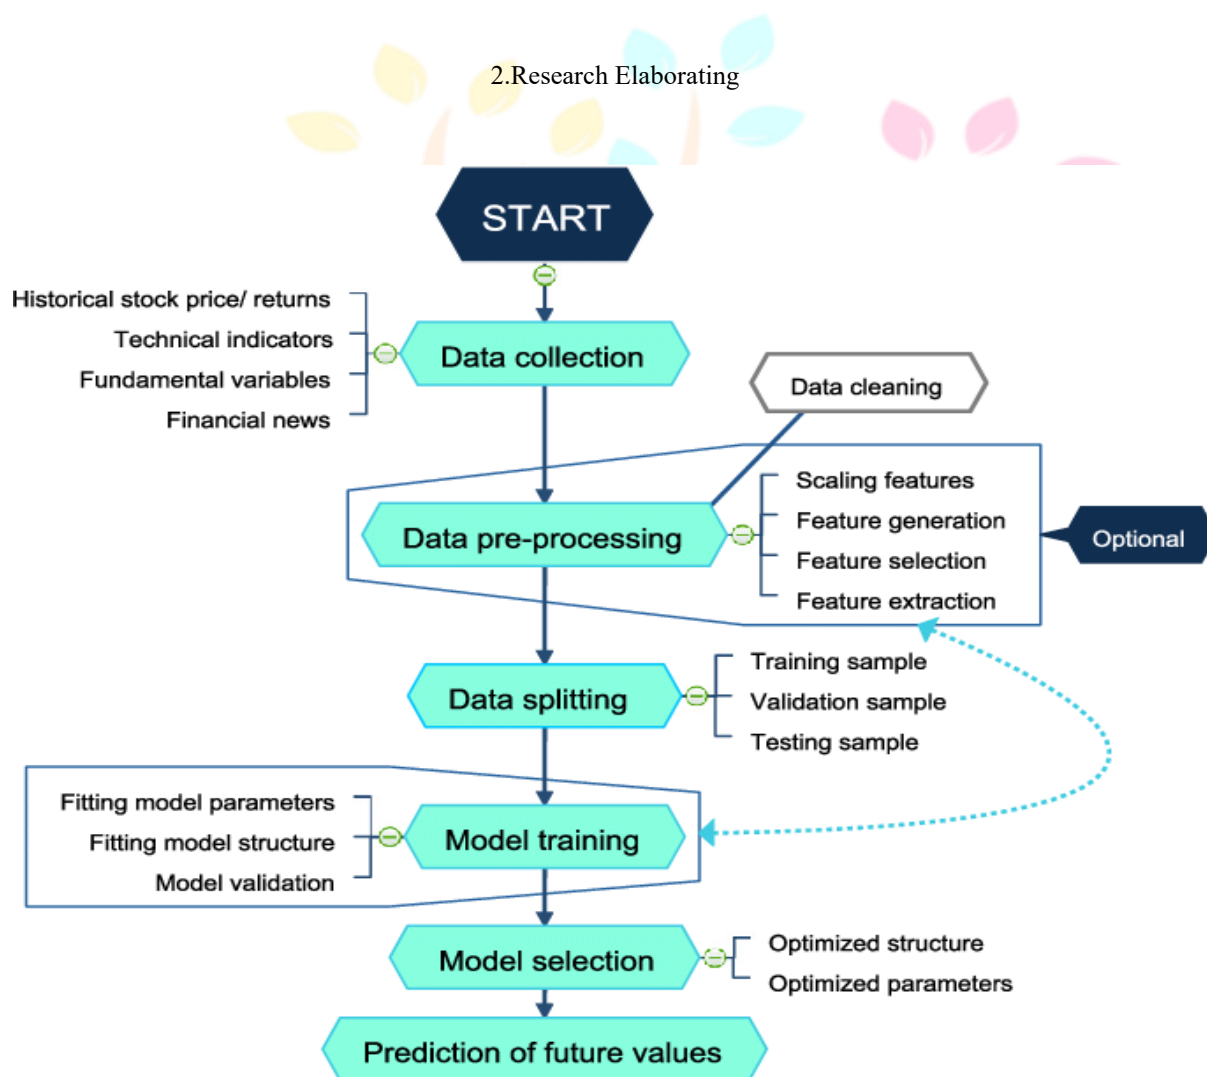 2.Research Elaborating
START
Historical stock price/ returns
Technical indicators
Fundamental variables
Financial news
Data collection
Data cleaning
Data pre-processing
Scaling features
Feature generation
Feature selection
Feature extraction
Optional
Data splitting
Training sample
Validation sample
Testing sample
Fitting model parameters
Fitting model structure
Model validation
Model training
Model selection
Optimized structure
Optimized parameters
Prediction of future values